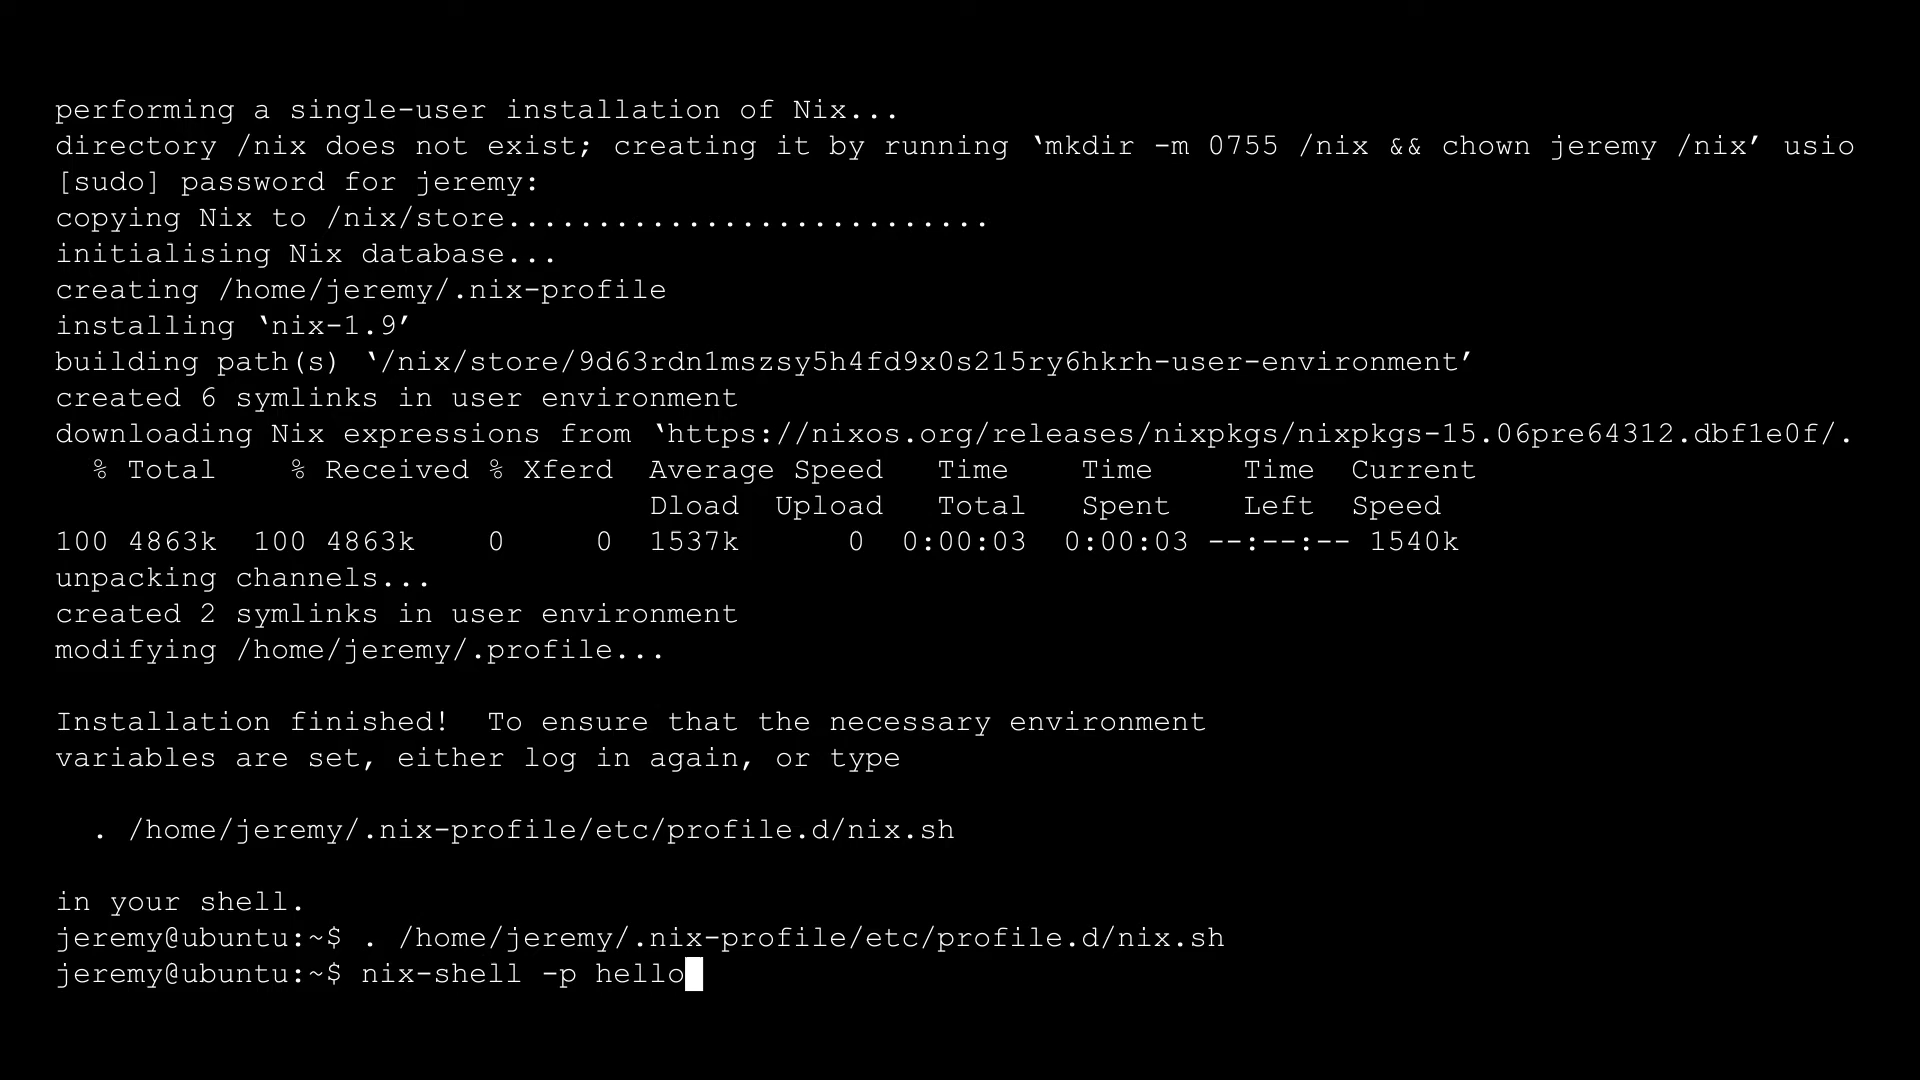 performing a single-user installation of Nix...
directory /nix does not exist; creating it by running ‘mkdir -m 0755 /nix && chown jeremy /nix’ usio
[sudo] password for jeremy:
copying Nix to /nix/store...........................
initialising Nix database...
creating /home/jeremy/.nix-profile
installing ‘nix-1.9’
building path(s) ‘/nix/store/9d63rdn1mszsy5h4fd9x0s215ry6hkrh-user-environment’
created 6 symlinks in user environment
downloading Nix expressions from ‘https://nixos.org/releases/nixpkgs/nixpkgs-15.06pre64312.dbf1e0f/.
  % Total    % Received % Xferd  Average Speed   Time    Time     Time  Current
                                 Dload  Upload   Total   Spent    Left  Speed
100 4863k  100 4863k    0     0  1537k      0  0:00:03  0:00:03 --:--:-- 1540k
unpacking channels...
created 2 symlinks in user environment
modifying /home/jeremy/.profile...
Installation finished!  To ensure that the necessary environment
variables are set, either log in again, or type
  . /home/jeremy/.nix-profile/etc/profile.d/nix.sh
in your shell.
jeremy@ubuntu:~$ . /home/jeremy/.nix-profile/etc/profile.d/nix.sh
jeremy@ubuntu:~$ nix-shell -p hello